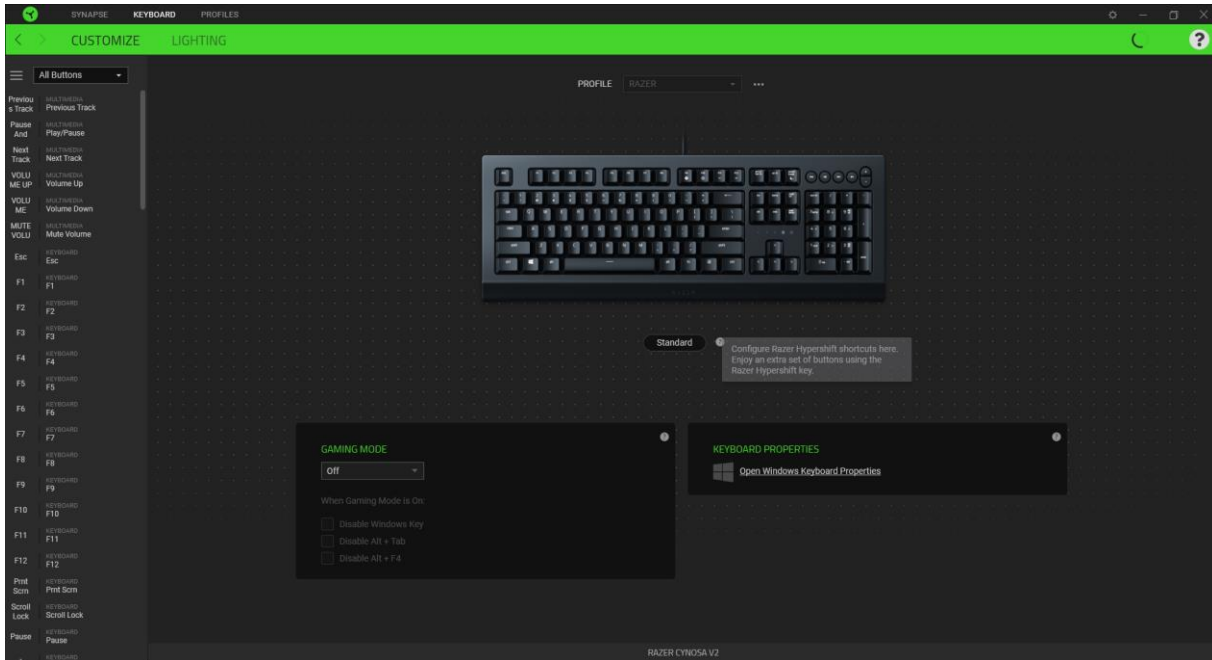 SYNAPSE KEYBOARD PROFILES
CUSTOMIZE LIGHTING
?
All Buttons
PROFILE RAZER
Previou
s Track
MULTIMEDIA
Previous Track
Pause
And
MULTIMEDIA
Play/Pause
Next
Track
MULTIMEDIA
Next Track
VOLU
ME UP
MULTIMEDIA
Volume Up
VOLU
ME
MULTIMEDIA
Volume Down
MUTE
VOLU
MULTIMEDIA
Mute Volume
Esc
KEYBOARD
Esc
F1
KEYBOARD
F1
F2
KEYBOARD
F2
F3
KEYBOARD
F3
F4
KEYBOARD
F4
F5
KEYBOARD
F5
F6
KEYBOARD
F6
F7
KEYBOARD
F7
F8
KEYBOARD
F8
F9
KEYBOARD
F9
F10
KEYBOARD
F10
F11
KEYBOARD
F11
F12
KEYBOARD
F12
Prnt
Scrn
KEYBOARD
Prnt Scrn
Scroll
Lock
KEYBOARD
Scroll Lock
Pause
KEYBOARD
Pause
KEYBOARD
Standard
?
Configure Razer Hypershift shortcuts here.
Enjoy an extra set of buttons using the
Razer Hypershift key.
GAMING MODE
?
Off
When Gaming Mode Is On:
Disable Windows Key
Disable Alt + Tab
Disable Alt + F4
KEYBOARD PROPERTIES
?
Open Windows Keyboard Properties
RAZER CYNOSA V2